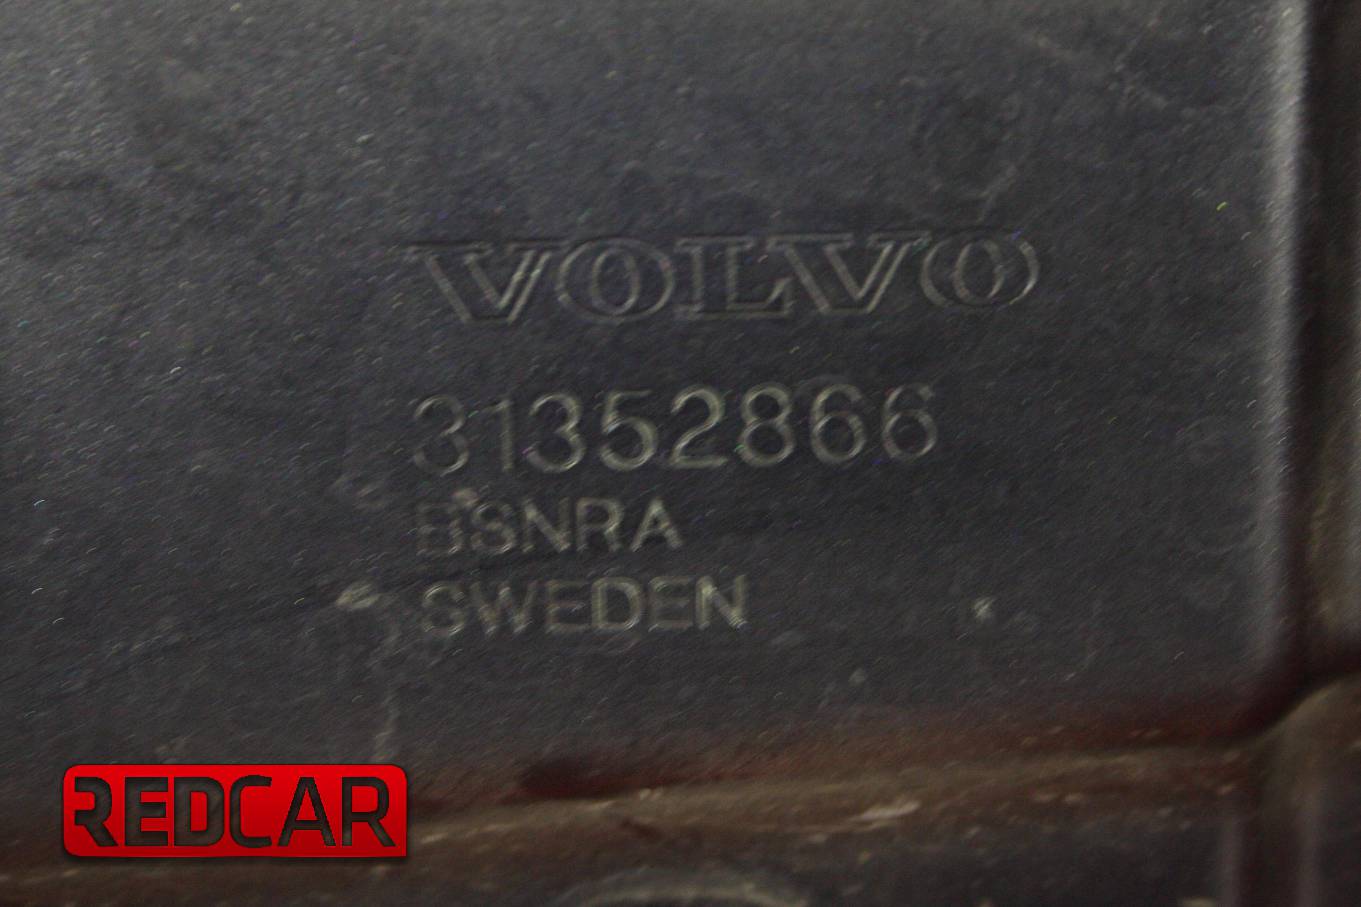 VOLVO
31352866
BSNRA
SWEDEN
REDCAR